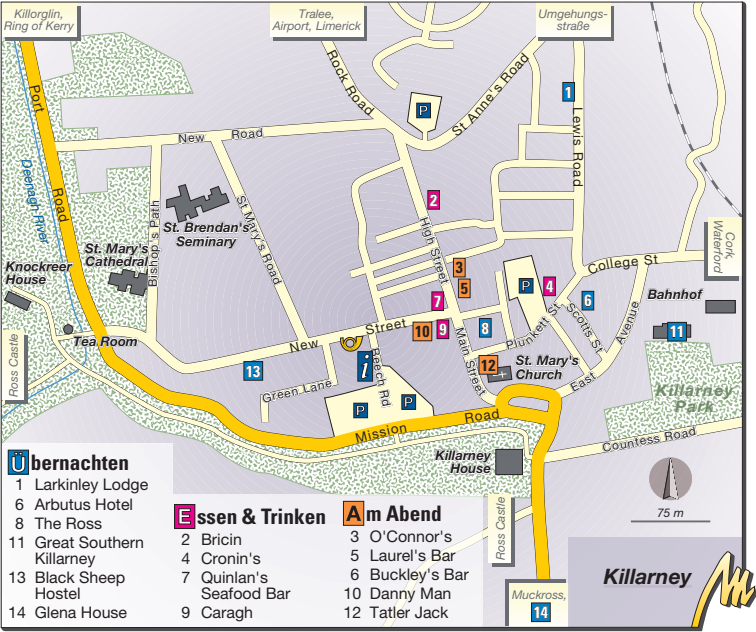 Killorglin,
Ring of Kerry
Tralee,
Airport, Limerick
Umgehungs-
straße
Port
Road
Rock Road
P
St Anne's Road
1
Lewis Road
New Road
Deenagh River
Bishop's Path
St. Brendan's
Seminary
St. Mary's Road
2
High Street
St. Mary's
Cathedral
Knockreer
House
Cork,
Waterford
College St
3
5
P
4
6
Bahnhof
7
10
9
8
11
Plunkett St
Scotts St
Avenue
East
Tea Room
Ross Castle
New Street
Main Street
i
Beech Rd
13
12
St. Mary's
Church
Green Lane
P
P
Killarney
Park
Mission Road
Countess Road
Killarney
House
Ross Castle
75 m
Muckross,
14
Killarney
Übernachten
1 Larkinley Lodge
6 Arbutus Hotel
8 The Ross
11 Great Southern
Killarney
13 Black Sheep
Hostel
14 Glena House
Essen & Trinken
2 Bricin
4 Cronin's
7 Quinlan's
Seafood Bar
9 Caragh
Am Abend
3 O'Connor's
5 Laurel's Bar
6 Buckley's Bar
10 Danny Man
12 Tatler Jack